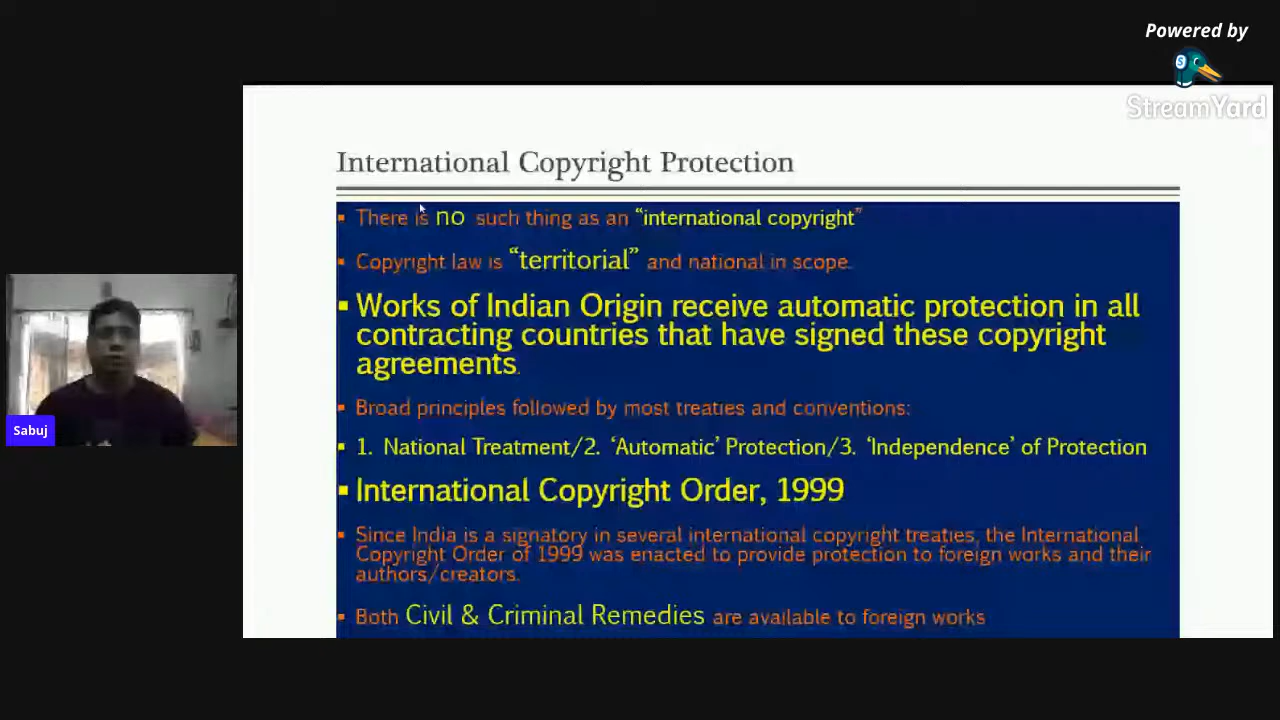 Powered by
StreamYard
International Copyright Protection
▪ There is no such thing as an “international copyright”
▪ Copyright law is “territorial” and national in scope.
▪ Works of Indian Origin receive automatic protection in all
contracting countries that have signed these copyright
agreements.
▪ Broad principles followed by most treaties and conventions:
▪ 1. National Treatment/2. ‘Automatic’ Protection/3. ‘Independence’ of Protection
▪ International Copyright Order, 1999
▪ Since India is a signatory in several international copyright treaties, the International
Copyright Order of 1999 was enacted to provide protection to foreign works and their
authors/creators.
▪ Both Civil & Criminal Remedies are available to foreign works
Sabuj